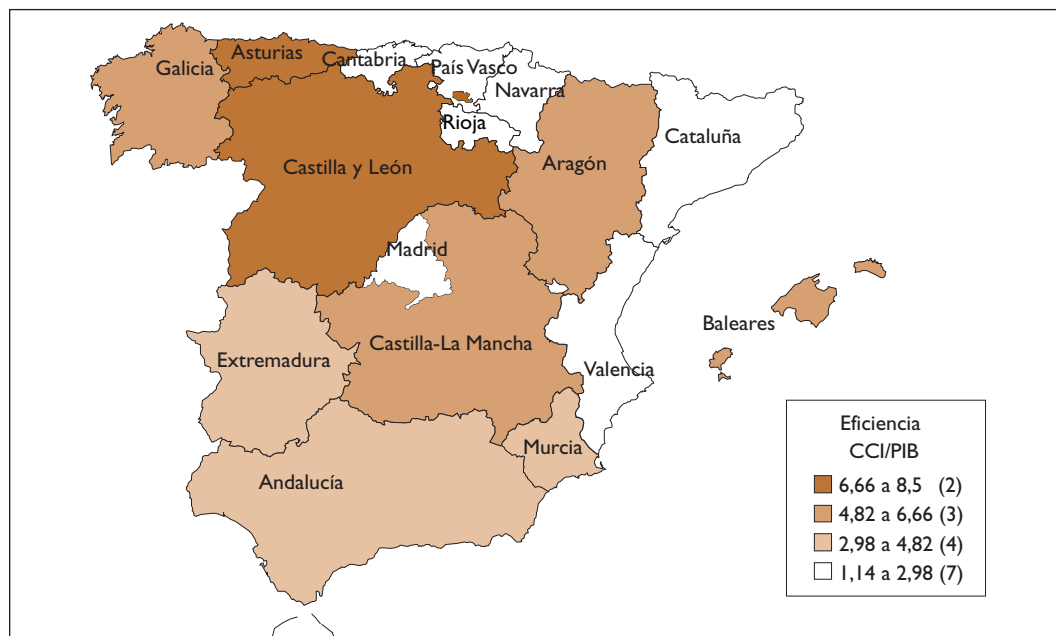 Asturias
Cantabria
País Vasco
Galicia
Navarra
Rioja
Cataluña
Castilla y León
Aragón
Madrid
Baleares
Castilla-La Mancha
Extremadura
Valencia
Murcia
Andalucía
Eficiencia
CCI/PIB
6,66 a 8,5 (2)
4,82 a 6,66 (3)
2,98 a 4,82 (4)
1,14 a 2,98 (7)